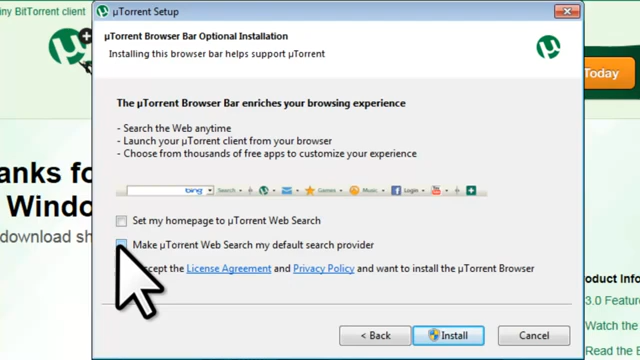 ny BitTorrent client
µTorrent Setup
µTorrent Browser Bar Optional Installation
Installing this browser bar helps support µTorrent
Today
The µTorrent Browser Bar enriches your browsing experience
- Search the Web anytime
- Launch your µTorrent client from your browser
- Choose from thousands of free apps to customize your experience
anks fo
Windo
download sh
bing Search Games Music Login
Set my homepage to µTorrent Web Search
Make µTorrent Web Search my default search provider
ccept the License Agreement and Privacy Policy and want to install the µTorrent Browser
oduct Info
3.0 Feature
Watch the
Read the B
< Back Install Cancel